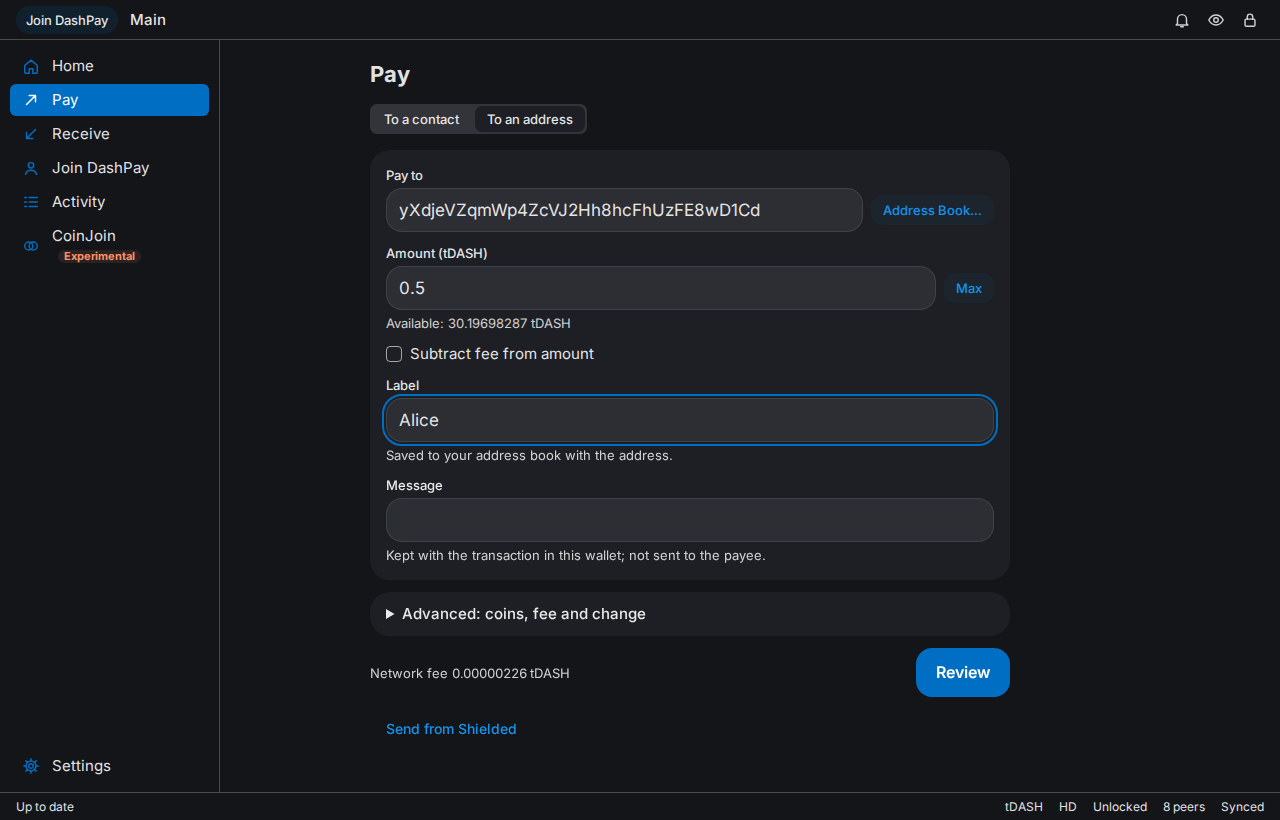 Join DashPay
Main
Home
Pay
Receive
Join DashPay
Activity
CoinJoin
Experimental
Settings
Pay
To a contact
To an address
Pay to
yXdjeVZqmWp4ZcVJ2Hh8hcFhUzFE8wD1Cd
Address Book...
Amount (tDASH)
0.5
Max
Available: 30.19698287 tDASH
Subtract fee from amount
Label
Alice
Saved to your address book with the address.
Message
Kept with the transaction in this wallet; not sent to the payee.
Advanced: coins, fee and change
Network fee 0.00000226 tDASH
Review
Send from Shielded
Up to date
tDASH
HD
Unlocked
8 peers
Synced